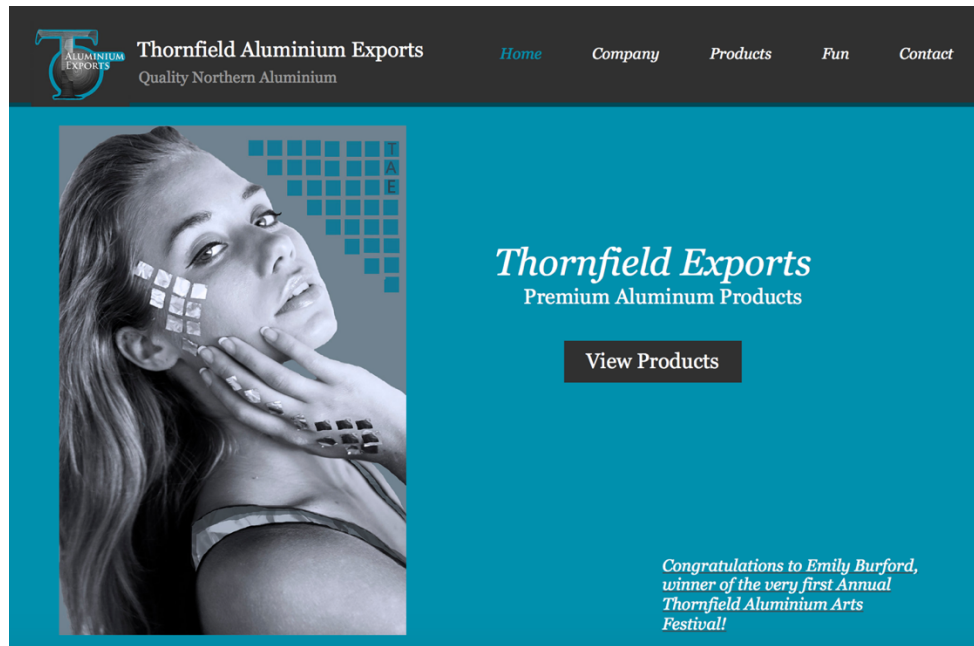 ALUMINIUM
EXPORTS
Thornfield Aluminium Exports
Quality Northern Aluminium
Home Company Products Fun Contact
T
A
E
Thornfield Exports
Premium Aluminum Products
View Products
Congratulations to Emily Burford,
winner of the very first Annual
Thornfield Aluminium Arts
Festival!